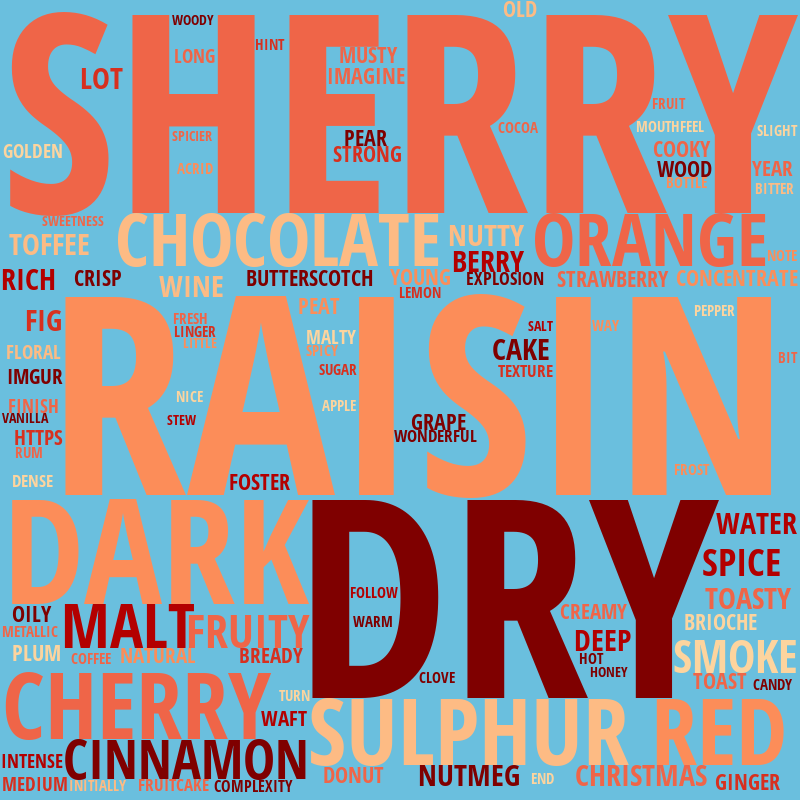 OLD
WOODY
SHERRY
HINT
LONG
MUSTY
LOT
IMAGINE
FRUIT
COCOA
MOUTHFEEL
SLIGHT
SPICIER
PEAR
GOLDEN
STRONG
COOKY
ACRID
WOOD
YEAR
BOTTLE
BITTER
SWEETNESS
CHOCOLATE
ORANGE
TOFFEE
NUTTY
NOTE
BERRY
RICH
CRISP
WINE
BUTTERSCOTCH
YOUNG
EXPLOSION
STRAWBERRY
CONCENTRATE
LEMON
RAISIN
PEAT
PEPPER
FIG
FRESH
LINGER
LITTLE
SALT
WAY
MALTY
FLORAL
SPICY
CAKE
BIT
IMGUR
SUGAR
TEXTURE
NICE
FINISH
APPLE
VANILLA
STEW
GRAPE
HTTPS
WONDERFUL
RUM
FROST
DENSE
FOSTER
DARK
DRY
WATER
SPICE
FOLLOW
TOASTY
OILY
CREAMY
METALLIC
MALT
FRUITY
WARM
BRIOCHE
DEEP
PLUM
COFFEE
NATURAL
BREADY
HOT
SMOKE
HONEY
CLOVE
TOAST
CANDY
CHERRY
TURN
WAFT
SULPHUR
RED
INTENSE
CINNAMON
MEDIUM
INITIALLY
FRUITCAKE
COMPLEXITY
DONUT
NUTMEG
END
CHRISTMAS
GINGER